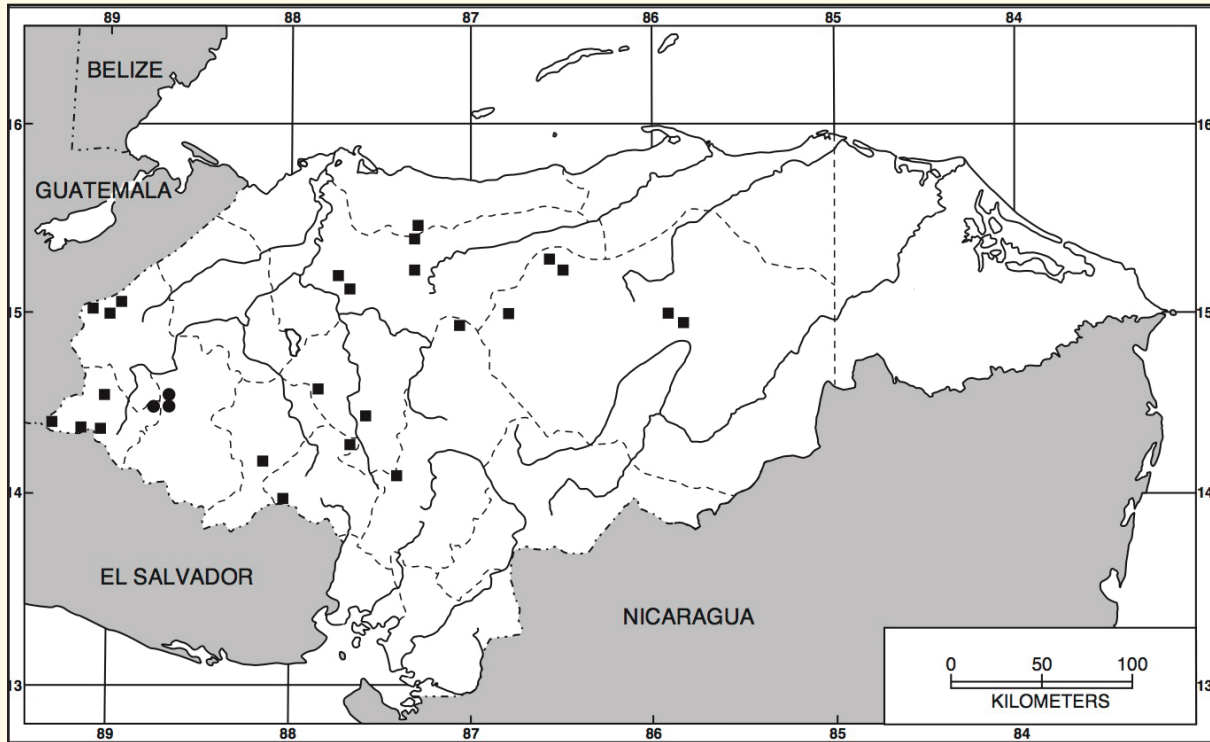 89 88 87 86 85 84
BELIZE
16 16
GUATEMALA
15 15
14 14
EL SALVADOR
NICARAGUA
0 50 100
KILOMETERS
13 13
89 88 87 86 85 84